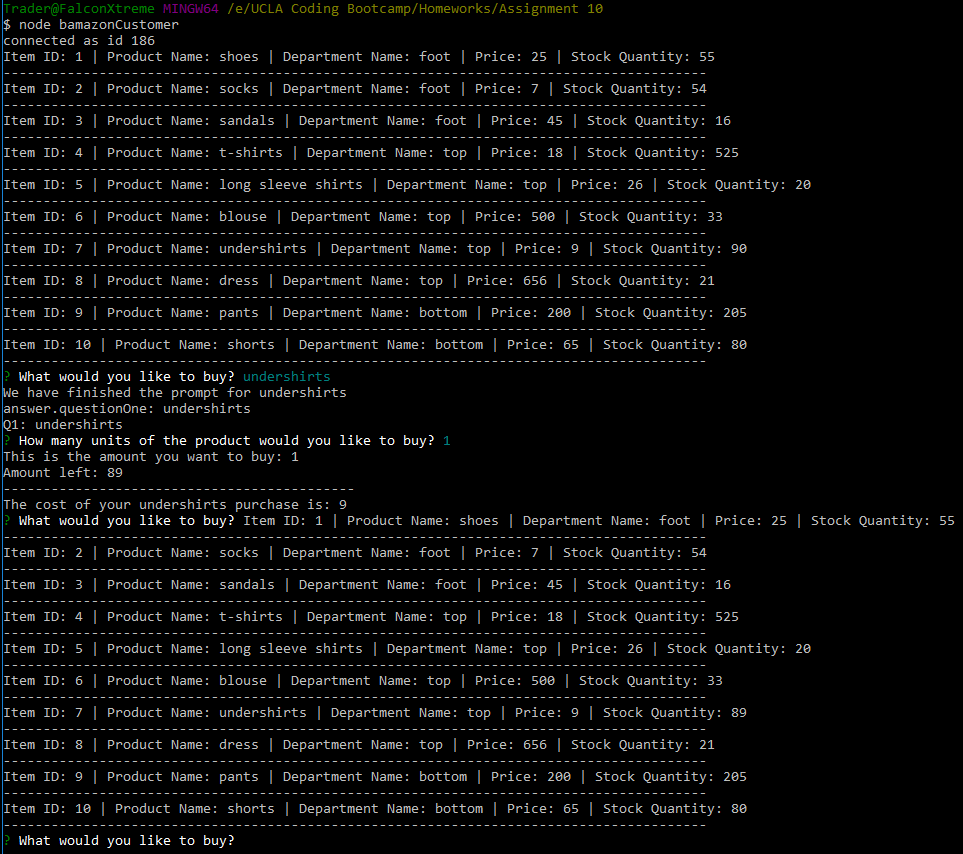 Trader@FalconXtreme MINGW64 /e/UCLA Coding Bootcamp/Homeworks/Assignment 10
$ node bamazonCustomer
connected as id 186
Item ID: 1 | Product Name: shoes | Department Name: foot | Price: 25 | Stock Quantity: 55
----------------------------------------------------------------------------------------
Item ID: 2 | Product Name: socks | Department Name: foot | Price: 7 | Stock Quantity: 54
----------------------------------------------------------------------------------------
Item ID: 3 | Product Name: sandals | Department Name: foot | Price: 45 | Stock Quantity: 16
----------------------------------------------------------------------------------------
Item ID: 4 | Product Name: t-shirts | Department Name: top | Price: 18 | Stock Quantity: 525
----------------------------------------------------------------------------------------
Item ID: 5 | Product Name: long sleeve shirts | Department Name: top | Price: 26 | Stock Quantity: 20
----------------------------------------------------------------------------------------
Item ID: 6 | Product Name: blouse | Department Name: top | Price: 500 | Stock Quantity: 33
----------------------------------------------------------------------------------------
Item ID: 7 | Product Name: undershirts | Department Name: top | Price: 9 | Stock Quantity: 90
----------------------------------------------------------------------------------------
Item ID: 8 | Product Name: dress | Department Name: top | Price: 656 | Stock Quantity: 21
----------------------------------------------------------------------------------------
Item ID: 9 | Product Name: pants | Department Name: bottom | Price: 200 | Stock Quantity: 205
----------------------------------------------------------------------------------------
Item ID: 10 | Product Name: shorts | Department Name: bottom | Price: 65 | Stock Quantity: 80
----------------------------------------------------------------------------------------
? What would you like to buy? undershirts
We have finished the prompt for undershirts
answer.questionOne: undershirts
Q1: undershirts
? How many units of the product would you like to buy? 1
This is the amount you want to buy: 1
Amount left: 89
--------------------------------------------
The cost of your undershirts purchase is: 9
? What would you like to buy? Item ID: 1 | Product Name: shoes | Department Name: foot | Price: 25 | Stock Quantity: 55
----------------------------------------------------------------------------------------
Item ID: 2 | Product Name: socks | Department Name: foot | Price: 7 | Stock Quantity: 54
----------------------------------------------------------------------------------------
Item ID: 3 | Product Name: sandals | Department Name: foot | Price: 45 | Stock Quantity: 16
----------------------------------------------------------------------------------------
Item ID: 4 | Product Name: t-shirts | Department Name: top | Price: 18 | Stock Quantity: 525
----------------------------------------------------------------------------------------
Item ID: 5 | Product Name: long sleeve shirts | Department Name: top | Price: 26 | Stock Quantity: 20
----------------------------------------------------------------------------------------
Item ID: 6 | Product Name: blouse | Department Name: top | Price: 500 | Stock Quantity: 33
----------------------------------------------------------------------------------------
Item ID: 7 | Product Name: undershirts | Department Name: top | Price: 9 | Stock Quantity: 89
----------------------------------------------------------------------------------------
Item ID: 8 | Product Name: dress | Department Name: top | Price: 656 | Stock Quantity: 21
----------------------------------------------------------------------------------------
Item ID: 9 | Product Name: pants | Department Name: bottom | Price: 200 | Stock Quantity: 205
----------------------------------------------------------------------------------------
Item ID: 10 | Product Name: shorts | Department Name: bottom | Price: 65 | Stock Quantity: 80
----------------------------------------------------------------------------------------
? What would you like to buy?